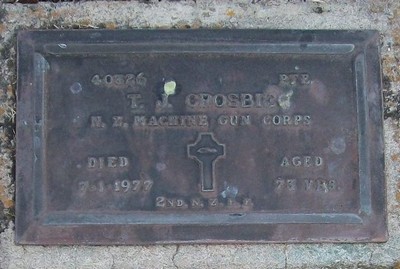 40326 PTE.
T. J. CROSBIE
N. Z. MACHINE GUN CORPS
DIED AGED
7.1.1977 73 YRS.
2ND N.Z.E.F.